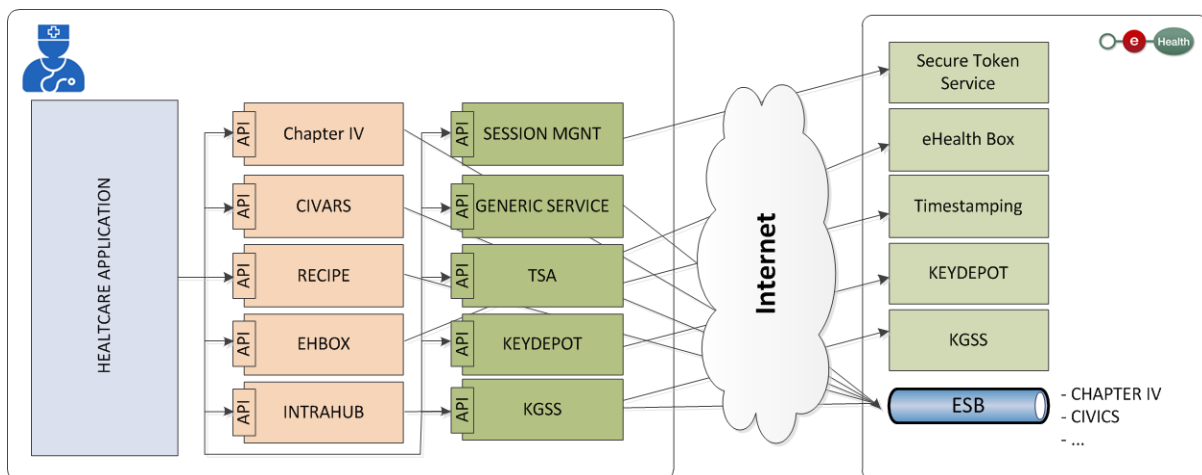 HEALTCARE APPLICATION
API
Chapter IV
API
CIVARS
API
RECIPE
API
EHBOX
API
INTRAHUB
API
SESSION MGNT
API
GENERIC SERVICE
API
TSA
API
KEYDEPOT
API
KGSS
Internet
e Health
Secure Token
Service
eHealth Box
Timestamping
KEYDEPOT
KGSS
ESB
- CHAPTER IV
- CIVICS
- ...